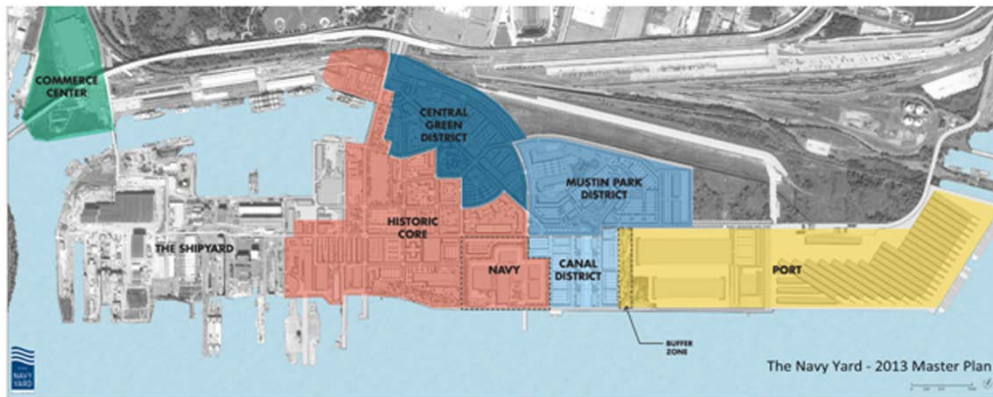 COMMERCE
CENTER
CENTRAL
GREEN
DISTRICT
MUSTIN PARK
DISTRICT
HISTORIC
CORE
THE SHIPYARD
NAVY
CANAL
DISTRICT
PORT
BUFFER
ZONE
The Navy Yard - 2013 Master Plan
THE
NAVY
YARD